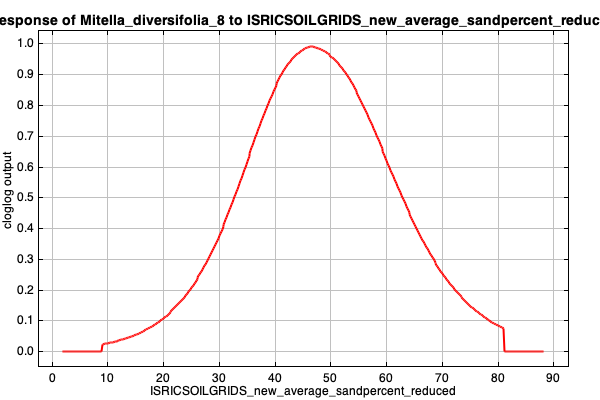 esponse of Mitella_diversifolia_8 to ISRICSOILGRIDS_new_average_sandpercent_reduc
1.0
0.9
0.8
0.7
0.6
0.5
0.4
0.3
0.2
0.1
0.0
cloglog output
0 10 20 30 40 50 60 70 80 90
ISRICSOILGRIDS_new_average_sandpercent_reduced